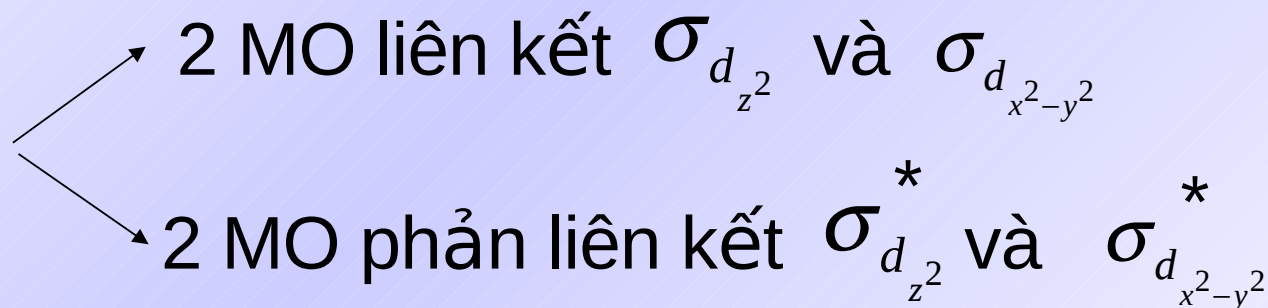 2 MO liên kết σ_{d_{z^2}} và σ_{d_{x^2-y^2}}
2 MO phản liên kết σ^*_{d_{z^2}} và σ^*_{d_{x^2-y^2}}